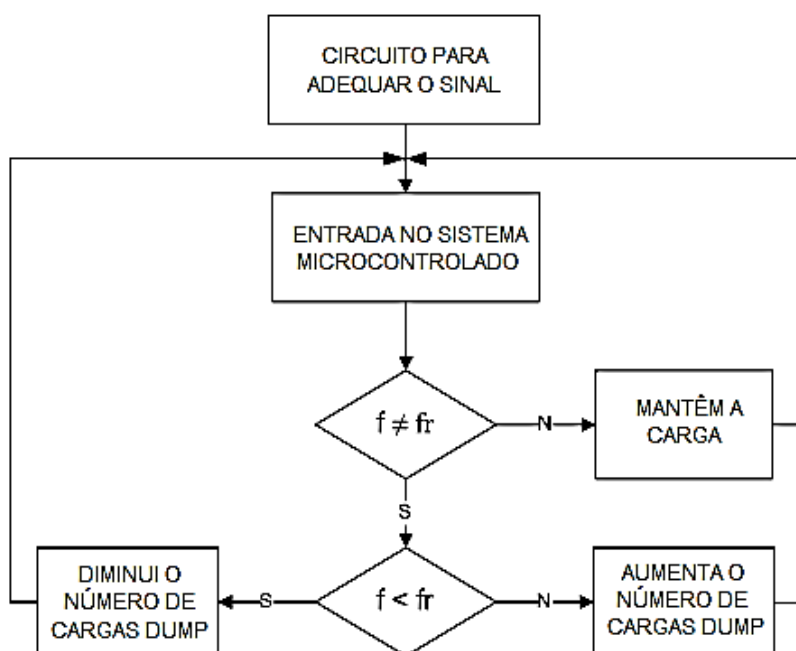 CIRCUITO PARA
ADEQUAR O SINAL
ENTRADA NO SISTEMA
MICROCONTROLADO
f ≠ fr
N
MANTÊM A
CARGA
S
DIMINUI O
NÚMERO DE
CARGAS DUMP
S
f < fr
N
AUMENTA O
NÚMERO DE
CARGAS DUMP